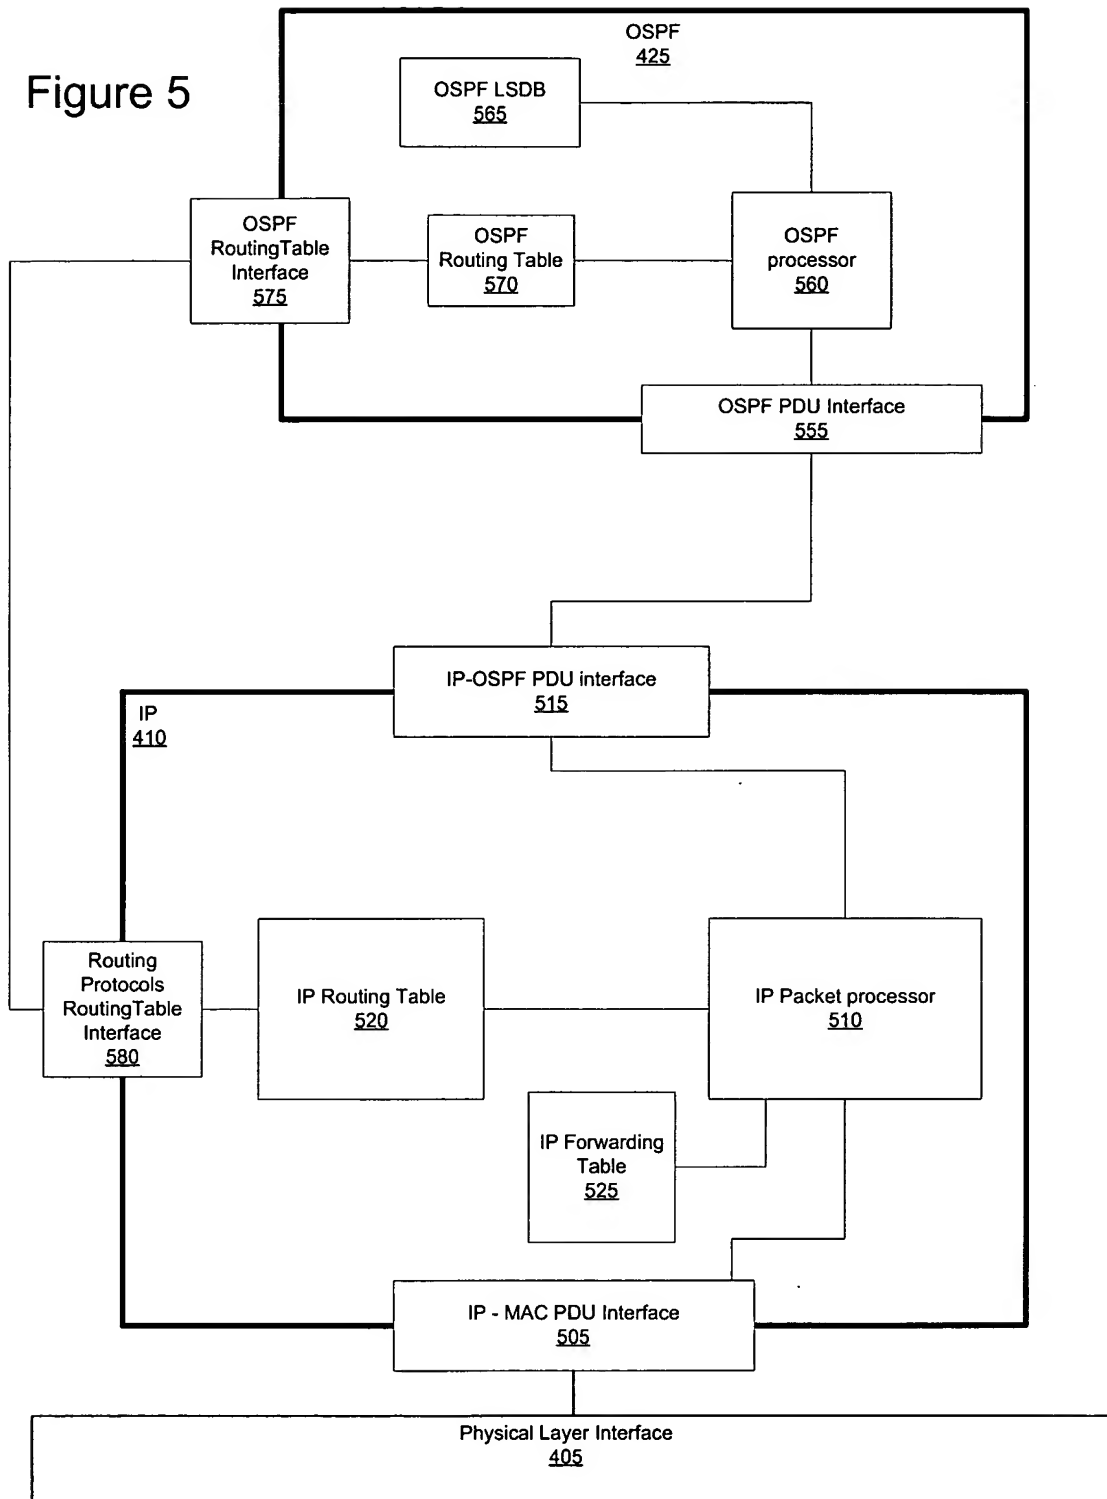 Figure 5
OSPF
425
OSPF LSDB
565
OSPF
RoutingTable
Interface
575
OSPF
Routing Table
570
OSPF
processor
560
OSPF PDU Interface
555
IP-OSPF PDU interface
515
IP
410
Routing
Protocols
RoutingTable
Interface
580
IP Routing Table
520
IP Packet processor
510
IP Forwarding
Table
525
IP - MAC PDU Interface
505
Physical Layer Interface
405